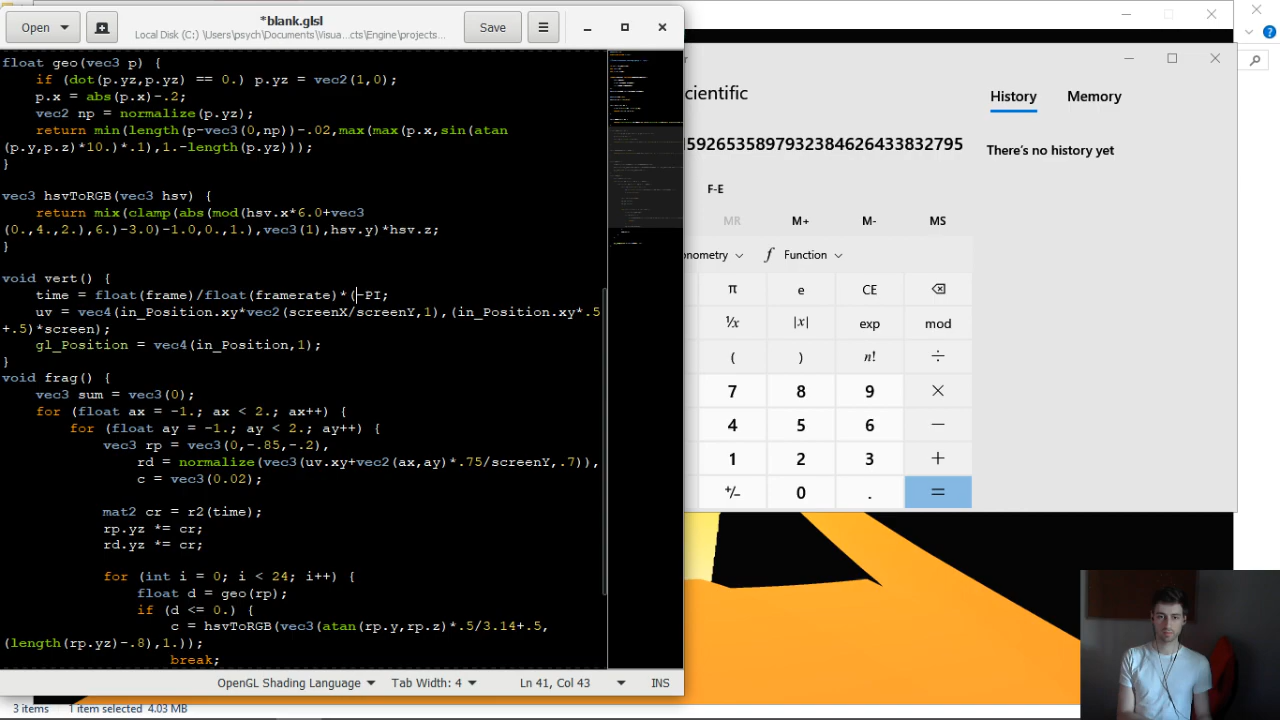 Open
*blank.glsl
Local Disk (C:) \Users\psych\Documents\Visua...cts\Engine\projects...
Save
float geo(vec3 p) {
    if (dot(p.yz,p.yz) == 0.) p.yz = vec2(1,0);
    p.x = abs(p.x)-.2;
    vec2 np = normalize(p.yz);
    return min(length(p-vec3(0,np))-.02,max(max(p.x,sin(atan
(p.y,p.z)*10.)*.1),1.-length(p.yz)));
}
vec3 hsvToRGB(vec3 hsv) {
    return mix(clamp(abs(mod(hsv.x*6.0+vec3
(0.,4.,2.),6.)-3.0)-1.0,0.,1.),vec3(1),hsv.y)*hsv.z;
}
void vert() {
    time = float(frame)/float(framerate)*(-PI;
    uv = vec4(in_Position.xy*vec2(screenX/screenY,1),(in_Position.xy*.5
+.5)*screen);
    gl_Position = vec4(in_Position,1);
}
void frag() {
    vec3 sum = vec3(0);
    for (float ax = -1.; ax < 2.; ax++) {
        for (float ay = -1.; ay < 2.; ay++) {
            vec3 rp = vec3(0,-.85,-.2),
                rd = normalize(vec3(uv.xy+vec2(ax,ay)*.75/screenY,.7)),
                c = vec3(0.02);
            mat2 cr = r2(time);
            rp.yz *= cr;
            rd.yz *= cr;
            for (int i = 0; i < 24; i++) {
                float d = geo(rp);
                if (d <= 0.) {
                    c = hsvToRGB(vec3(atan(rp.y,rp.z)*.5/3.14+.5,
(length(rp.yz)-.8),1.));
                    break;
OpenGL Shading Language
Tab Width: 4
Ln 41, Col 43
INS
3 items
1 item selected 4.03 MB
cientific
History
Memory
5926535897932384626433832795
There's no history yet
F-E
MR
M+
M-
MS
nometry
f Function
π
e
CE
⅟x
|x|
exp
mod
(
)
n!
÷
7
8
9
×
4
5
6
−
1
2
3
+
+/−
0
.
=